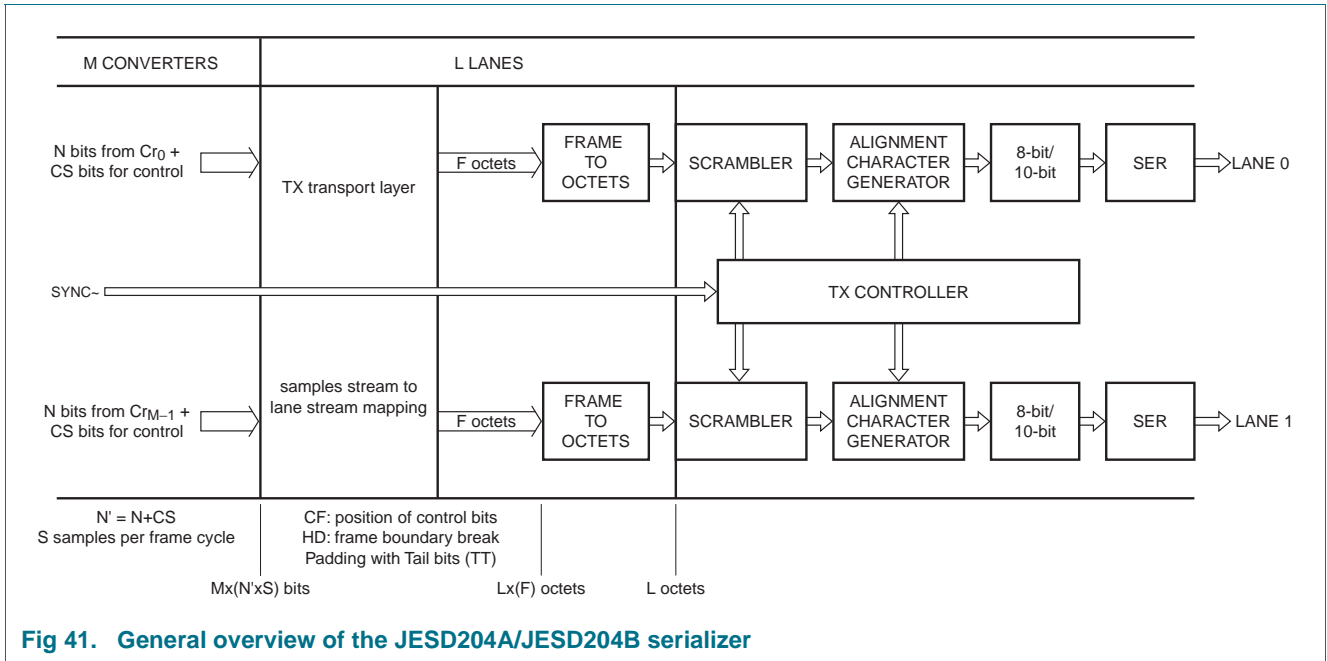 M CONVERTERS
L LANES
N bits from Cr0 +
CS bits for control
TX transport layer
F octets
FRAME
TO
OCTETS
SCRAMBLER
ALIGNMENT
CHARACTER
GENERATOR
8-bit/
10-bit
SER
LANE 0
SYNC~
TX CONTROLLER
N bits from CrM–1 +
CS bits for control
samples stream to
lane stream mapping
F octets
FRAME
TO
OCTETS
SCRAMBLER
ALIGNMENT
CHARACTER
GENERATOR
8-bit/
10-bit
SER
LANE 1
N' = N+CS
S samples per frame cycle
CF: position of control bits
HD: frame boundary break
Padding with Tail bits (TT)
Mx(N'xS) bits
Lx(F) octets
L octets
Fig 41. General overview of the JESD204A/JESD204B serializer